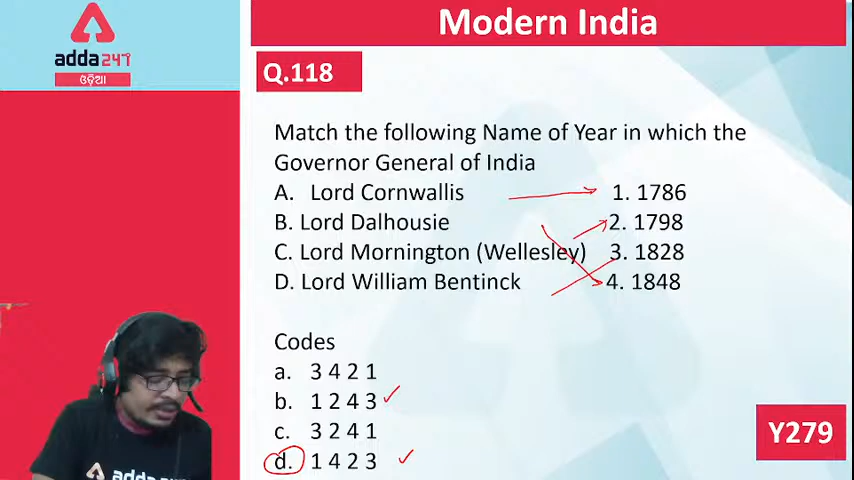 Modern India
adda247
ଓଡ଼ିଆ
Q.118
Match the following Name of Year in which the
Governor General of India
A. Lord Cornwallis 1. 1786
B. Lord Dalhousie 2. 1798
C. Lord Mornington (Wellesley) 3. 1828
D. Lord William Bentinck 4. 1848
Codes
a. 3 4 2 1
b. 1 2 4 3
c. 3 2 4 1
d. 1 4 2 3
Y279
adda